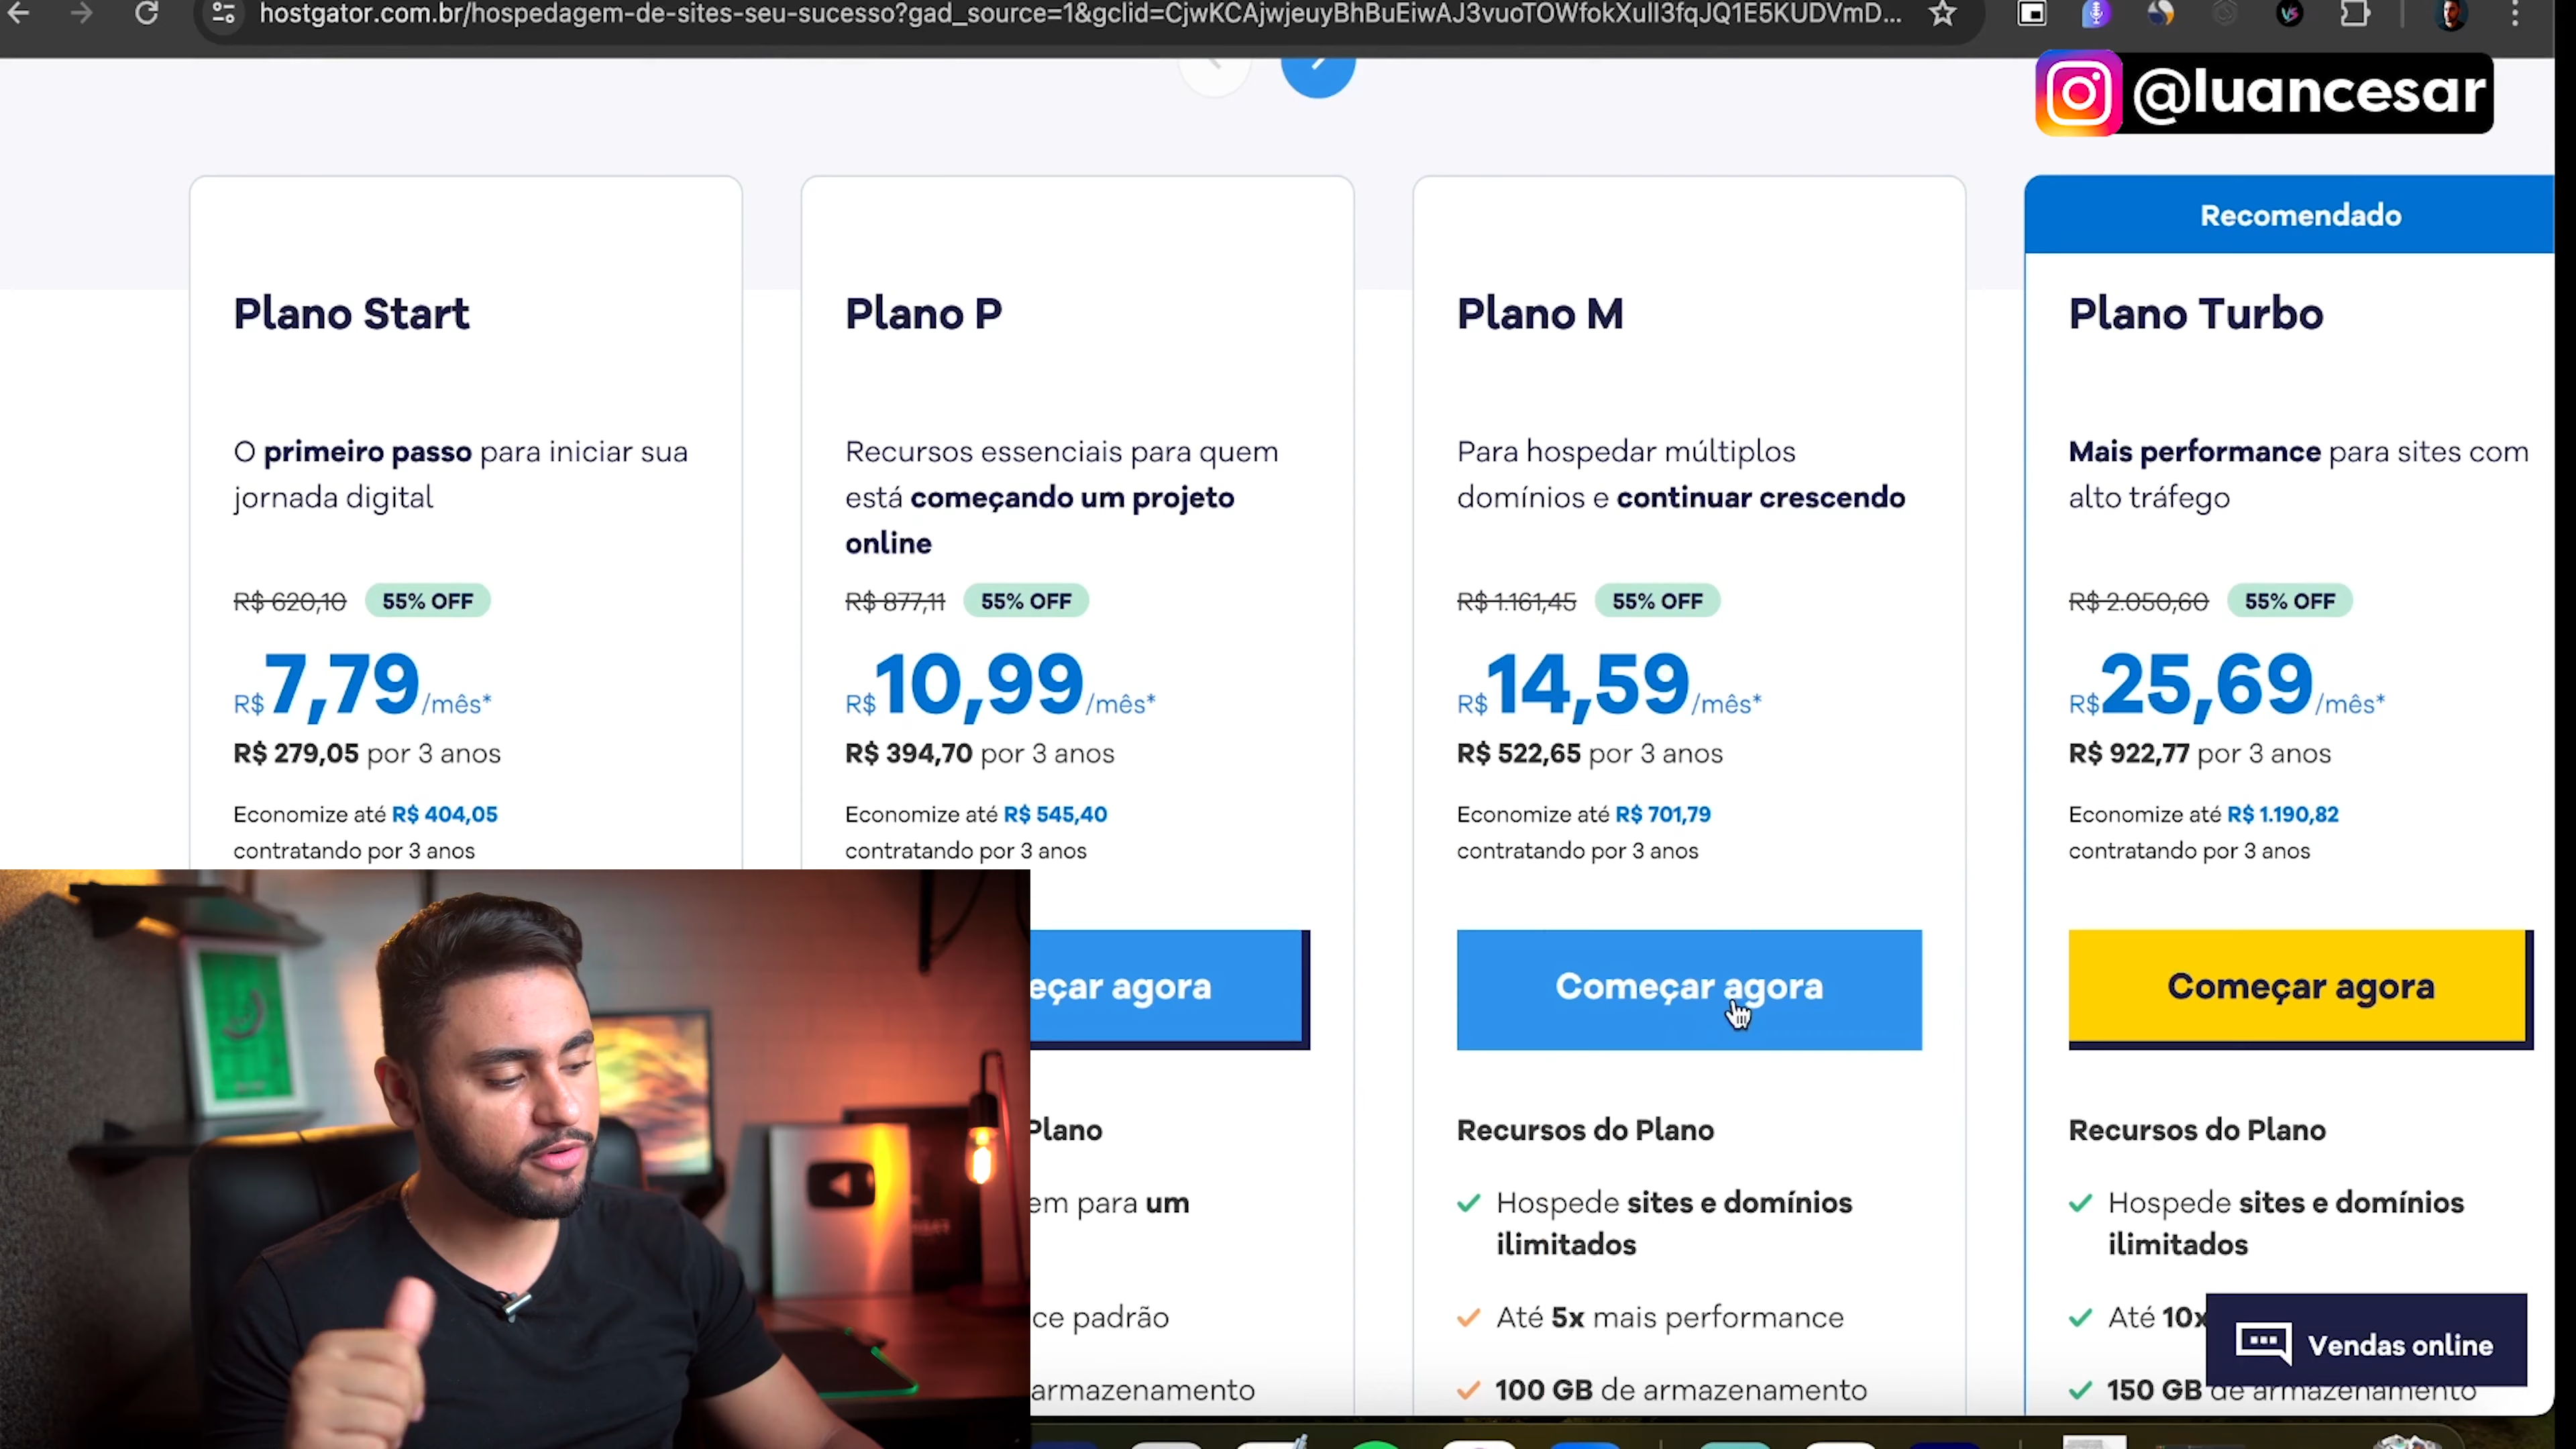 hostgator.com.br/hospedagem-de-sites-seu-sucesso?gad_source=1&gclid=CjwKCAjwjeuyBhBuEiwAJ3vuoTOWfokXulI3fqJQ1E5KUDVmD...
@luancesar
Plano Start
O primeiro passo para iniciar sua
jornada digital
R$ 620,10 55% OFF
R$ 7,79 /mês*
R$ 279,05 por 3 anos
Economize até R$ 404,05
contratando por 3 anos
Plano P
Recursos essenciais para quem
está começando um projeto
online
R$ 877,11 55% OFF
R$ 10,99 /mês*
R$ 394,70 por 3 anos
Economize até R$ 545,40
contratando por 3 anos
eçar agora
Plano
em para um
ce padrão
armazenamento
Plano M
Para hospedar múltiplos
domínios e continuar crescendo
R$ 1.161,45 55% OFF
R$ 14,59 /mês*
R$ 522,65 por 3 anos
Economize até R$ 701,79
contratando por 3 anos
Começar agora
Recursos do Plano
Hospede sites e domínios
ilimitados
Até 5x mais performance
100 GB de armazenamento
Recomendado
Plano Turbo
Mais performance para sites com
alto tráfego
R$ 2.050,60 55% OFF
R$ 25,69 /mês*
R$ 922,77 por 3 anos
Economize até R$ 1.190,82
contratando por 3 anos
Começar agora
Recursos do Plano
Hospede sites e domínios
ilimitados
Até 10x
150 GB de armazenamento
Vendas online